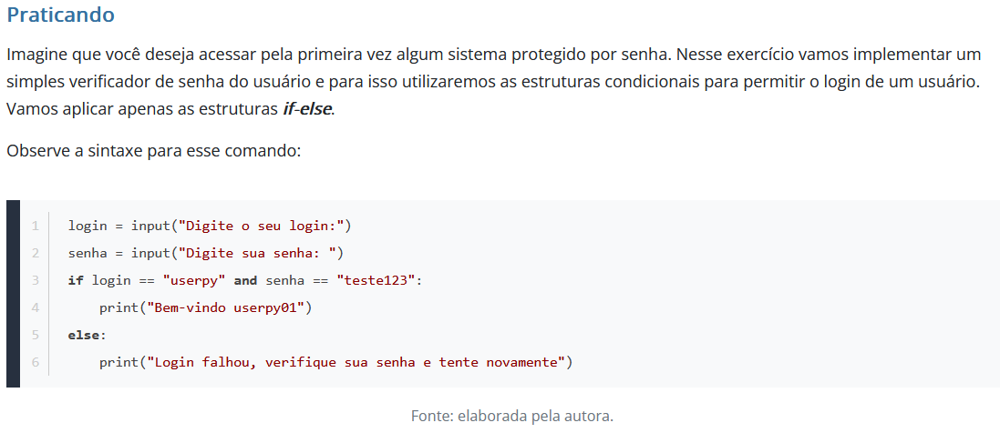 Praticando
Imagine que você deseja acessar pela primeira vez algum sistema protegido por senha. Nesse exercício vamos implementar um
simples verificador de senha do usuário e para isso utilizaremos as estruturas condicionais para permitir o login de um usuário.
Vamos aplicar apenas as estruturas if-else.
Observe a sintaxe para esse comando:
1 login = input("Digite o seu login:")
2 senha = input("Digite sua senha: ")
3 if login == "userpy" and senha == "teste123":
4     print("Bem-vindo userpy01")
5 else:
6     print("Login falhou, verifique sua senha e tente novamente")
Fonte: elaborada pela autora.